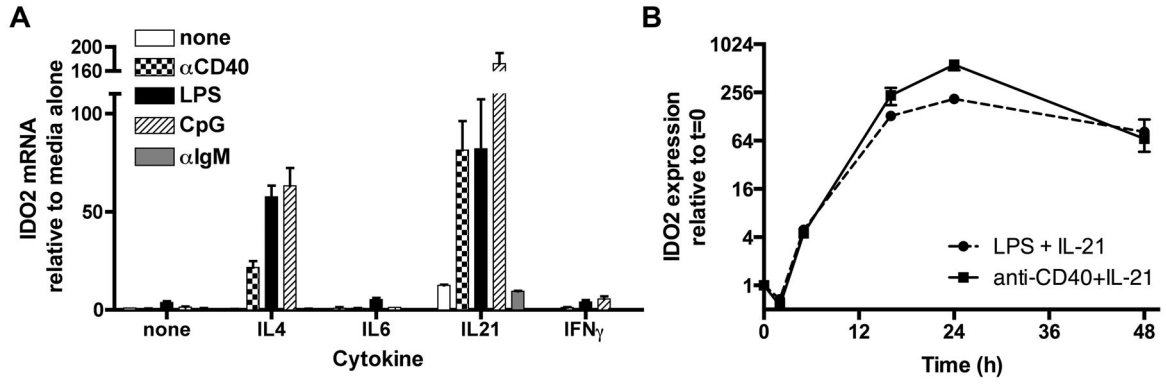 A
IDO2 mRNA
relative to media alone
200
160
100
50
0
none
αCD40
LPS
CpG
αIgM
none
IL4
IL6
IL21
IFNγ
Cytokine
B
IDO2 expression
relative to t=0
1024
256
64
16
4
1
LPS + IL-21
anti-CD40+IL-21
0
12
24
36
48
Time (h)